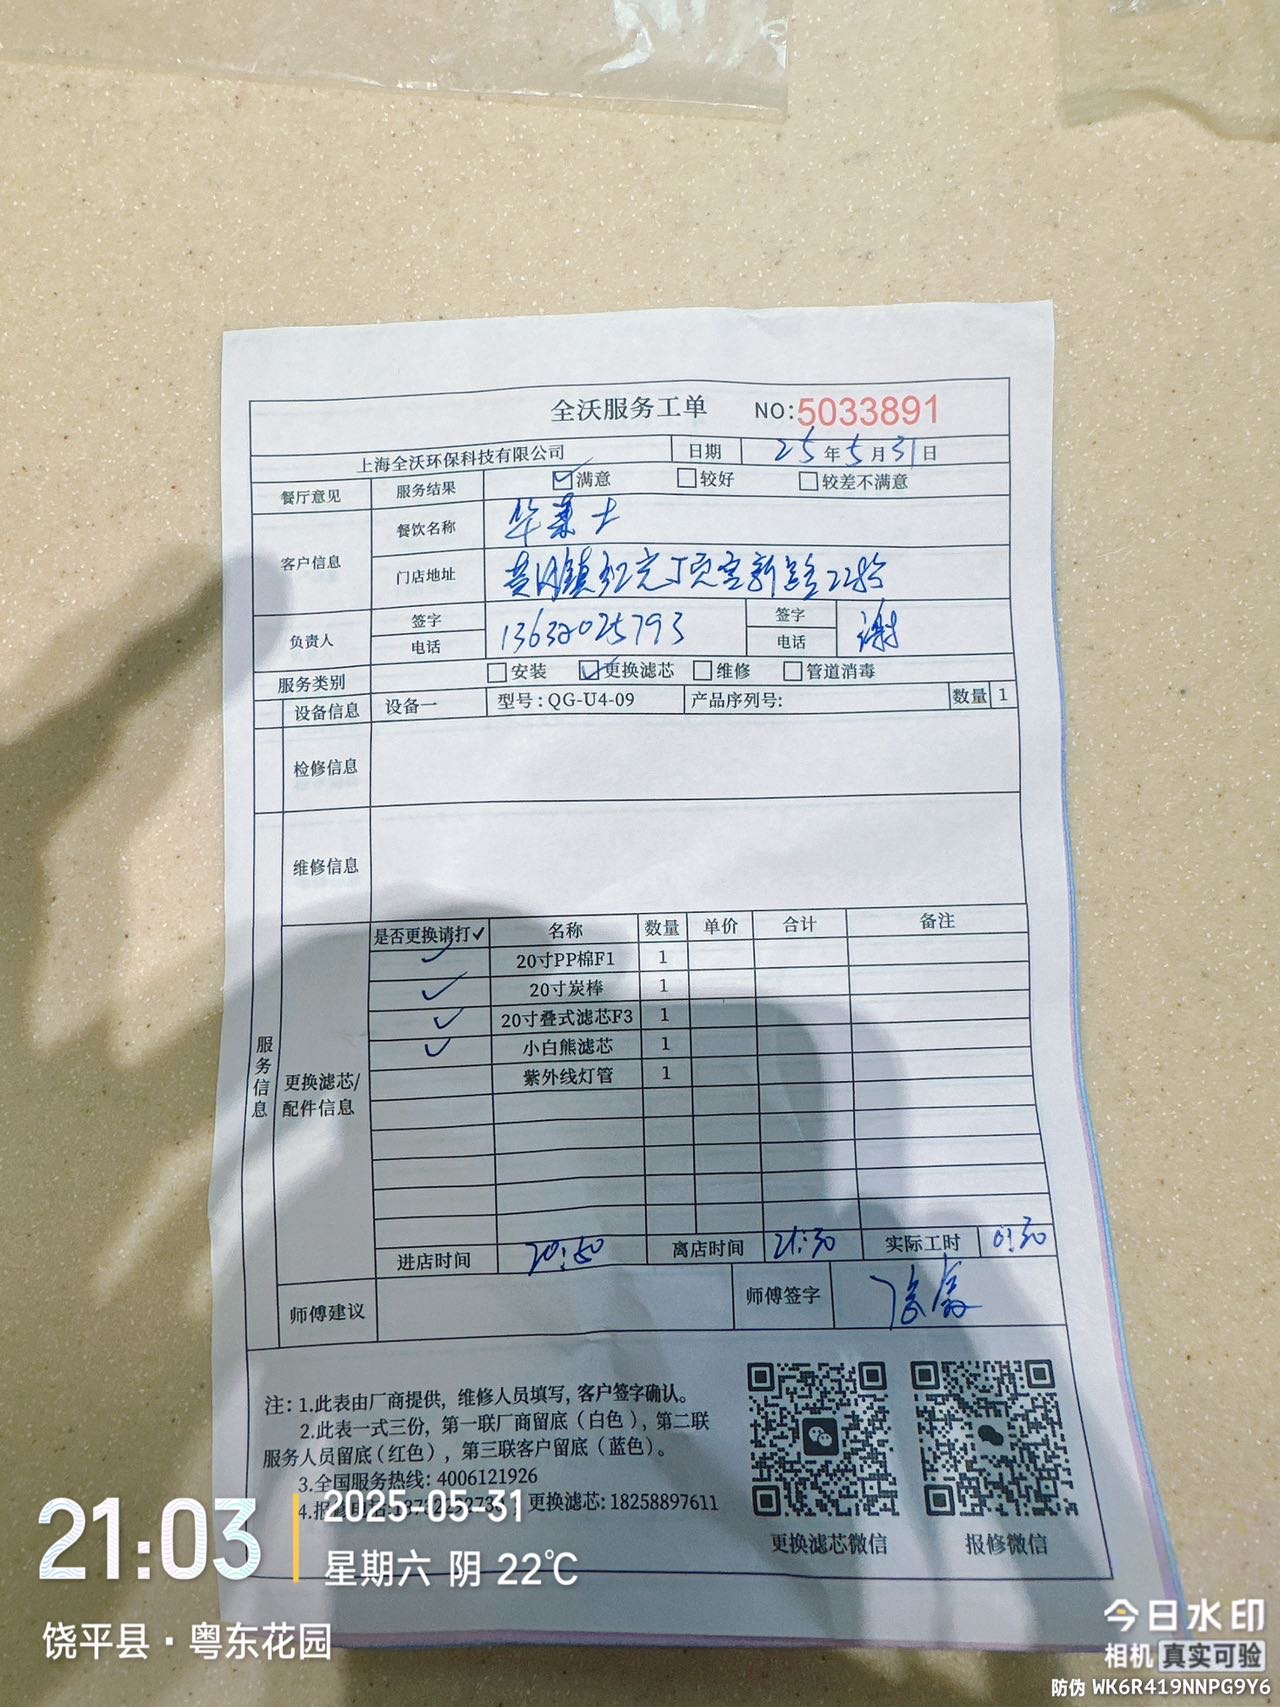 全沃服务工单 NO:5033891
上海全沃环保科技有限公司 日期 25年5月31日
餐厅意见 服务结果 ☑满意 □较好 □较差不满意
客户信息 餐饮名称 华莱士
门店地址 黄冈镇红光丁顷宫新
负责人 签字 电话 签字 电话 谢
服务类别 □安装 ☑更换滤芯 □维修 □管道消毒
设备信息 设备一 型号:QG-U4-09 产品序列号: 数量 1
检修信息
维修信息
服务信息
更换滤芯/配件信息
是否更换请打✓ 名称 数量 单价 合计 备注
✓ 20寸PP棉F1 1
✓ 20寸炭棒 1
✓ 20寸叠式滤芯F3 1
✓ 小白熊滤芯 1
紫外线灯管 1
进店时间 离店时间 21:30 实际工时 0:30
师傅建议 师傅签字
注:1.此表由厂商提供,维修人员填写,客户签字确认。
2.此表一式三份,第一联厂商留底(白色),第二联
服务人员留底(红色),第三联客户留底(蓝色)。
3.全国服务热线:4006121926
更换滤芯:18258897611
更换滤芯微信 报修微信
21:03
2025-05-31
星期六 阴 22℃
饶平县·粤东花园
今日水印
相机 真实可验
防伪 WK6R419NNPG9Y6